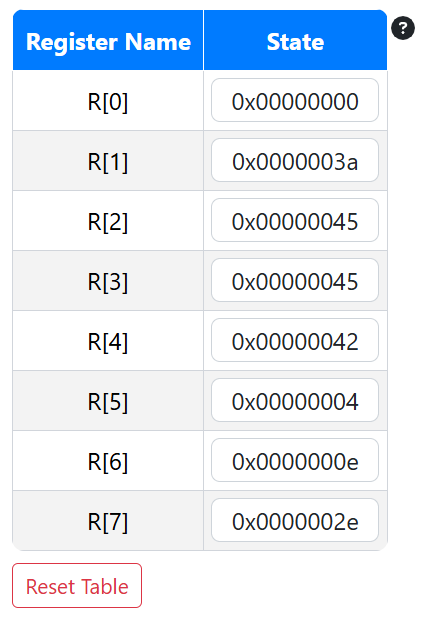 Register Name State ?
R[0] 0x00000000
R[1] 0x0000003a
R[2] 0x00000045
R[3] 0x00000045
R[4] 0x00000042
R[5] 0x00000004
R[6] 0x0000000e
R[7] 0x0000002e
Reset Table